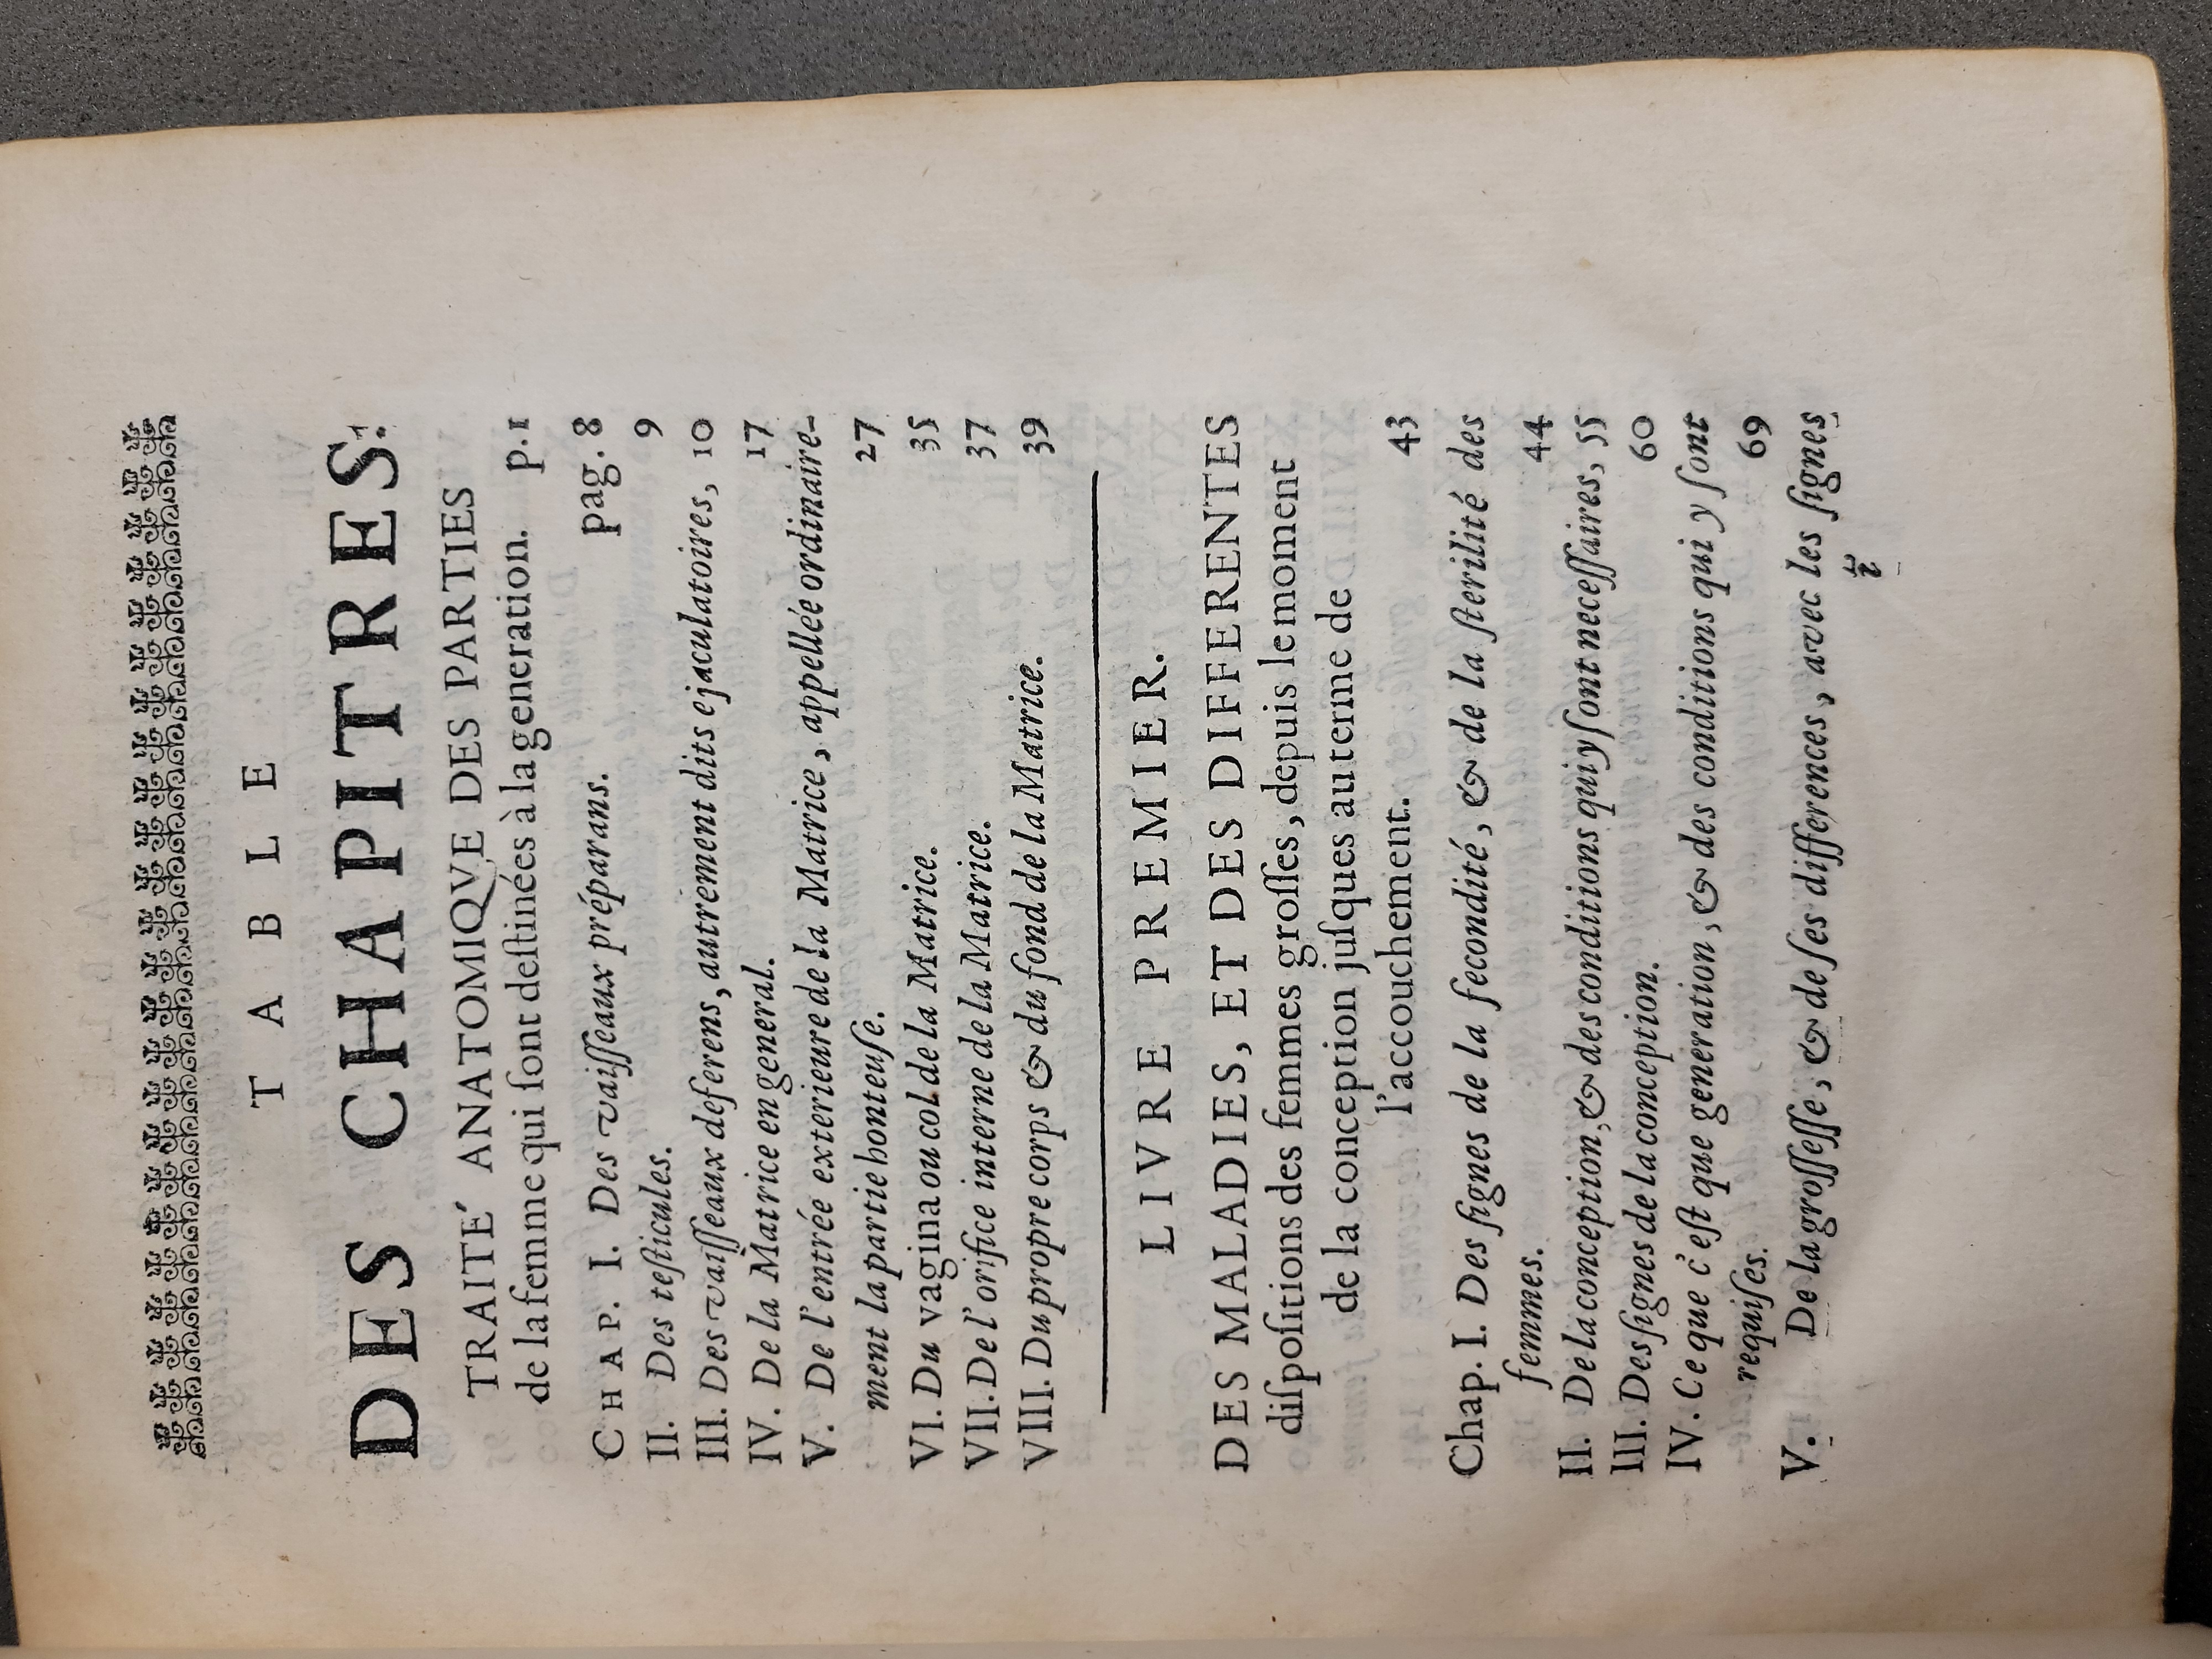 TABLE
DES CHAPITRES.
TRAITE' ANATOMIQVE DES PARTIES
de la femme qui ſont deſtinées à la generation. p. 1
CHAP. I. Des vaiſſeaux préparans. pag. 8
II. Des teſticules. 9
III. Des vaiſſeaux deferens, autrement dits ejaculatoires, 10
IV. De la Matrice en general. 17
V. De l'entrée exterieure de la Matrice, appellée ordinaire-
ment la partie honteuſe. 27
VI. Du vagina ou col de la Matrice. 35
VII. De l'orifice interne de la Matrice. 37
VIII. Du propre corps & du fond de la Matrice. 39
LIVRE PREMIER.
DES MALADIES, ET DES DIFFERENTES
diſpoſitions des femmes groſſes, depuis le moment
de la conception juſques au terme de
l'accouchement. 43
Chap. I. Des ſignes de la fecondité, & de la ſterilité des
femmes. 44
II. De la conception, & des conditions qui y ſont neceſſaires, 55
III. Des ſignes de la conception. 60
IV. Ce que c'eſt que generation, & des conditions qui y ſont
requiſes. 69
V. De la groſſeſſe, & de ſes differences, avec les ſignes